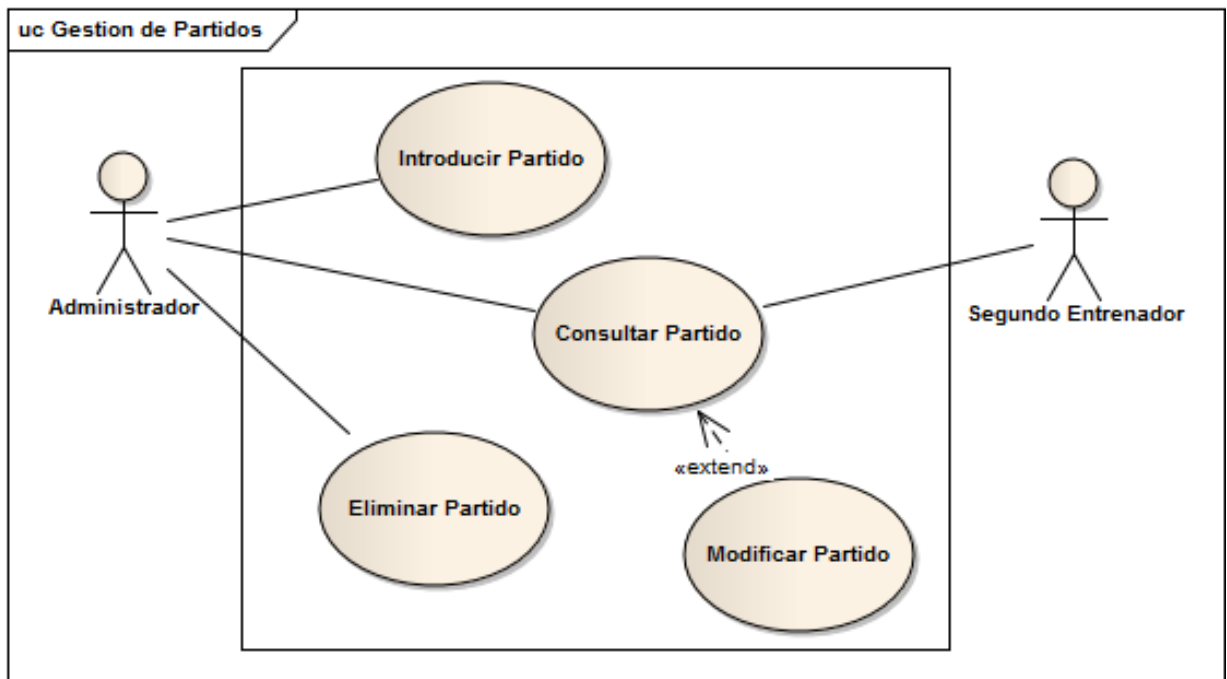 uc Gestion de Partidos
Introducir Partido
Administrador
Consultar Partido
Segundo Entrenador
«extend»
Eliminar Partido
Modificar Partido